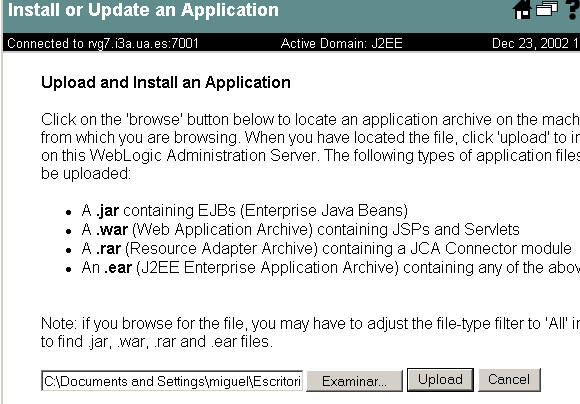 Install or Update an Application
Connected to rvg7.i3a.ua.es:7001 Active Domain: J2EE Dec 23, 2002 1
Upload and Install an Application
Click on the 'browse' button below to locate an application archive on the mach
from which you are browsing. When you have located the file, click 'upload' to in
on this WebLogic Administration Server. The following types of application files
be uploaded:
• A .jar containing EJBs (Enterprise Java Beans)
• A .war (Web Application Archive) containing JSPs and Servlets
• A .rar (Resource Adapter Archive) containing a JCA Connector module
• An .ear (J2EE Enterprise Application Archive) containing any of the abov
Note: if you browse for the file, you may have to adjust the file-type filter to 'All' in
to find .jar, .war, .rar and .ear files.
C:\Documents and Settings\miguel\Escritori Examinar... Upload Cancel